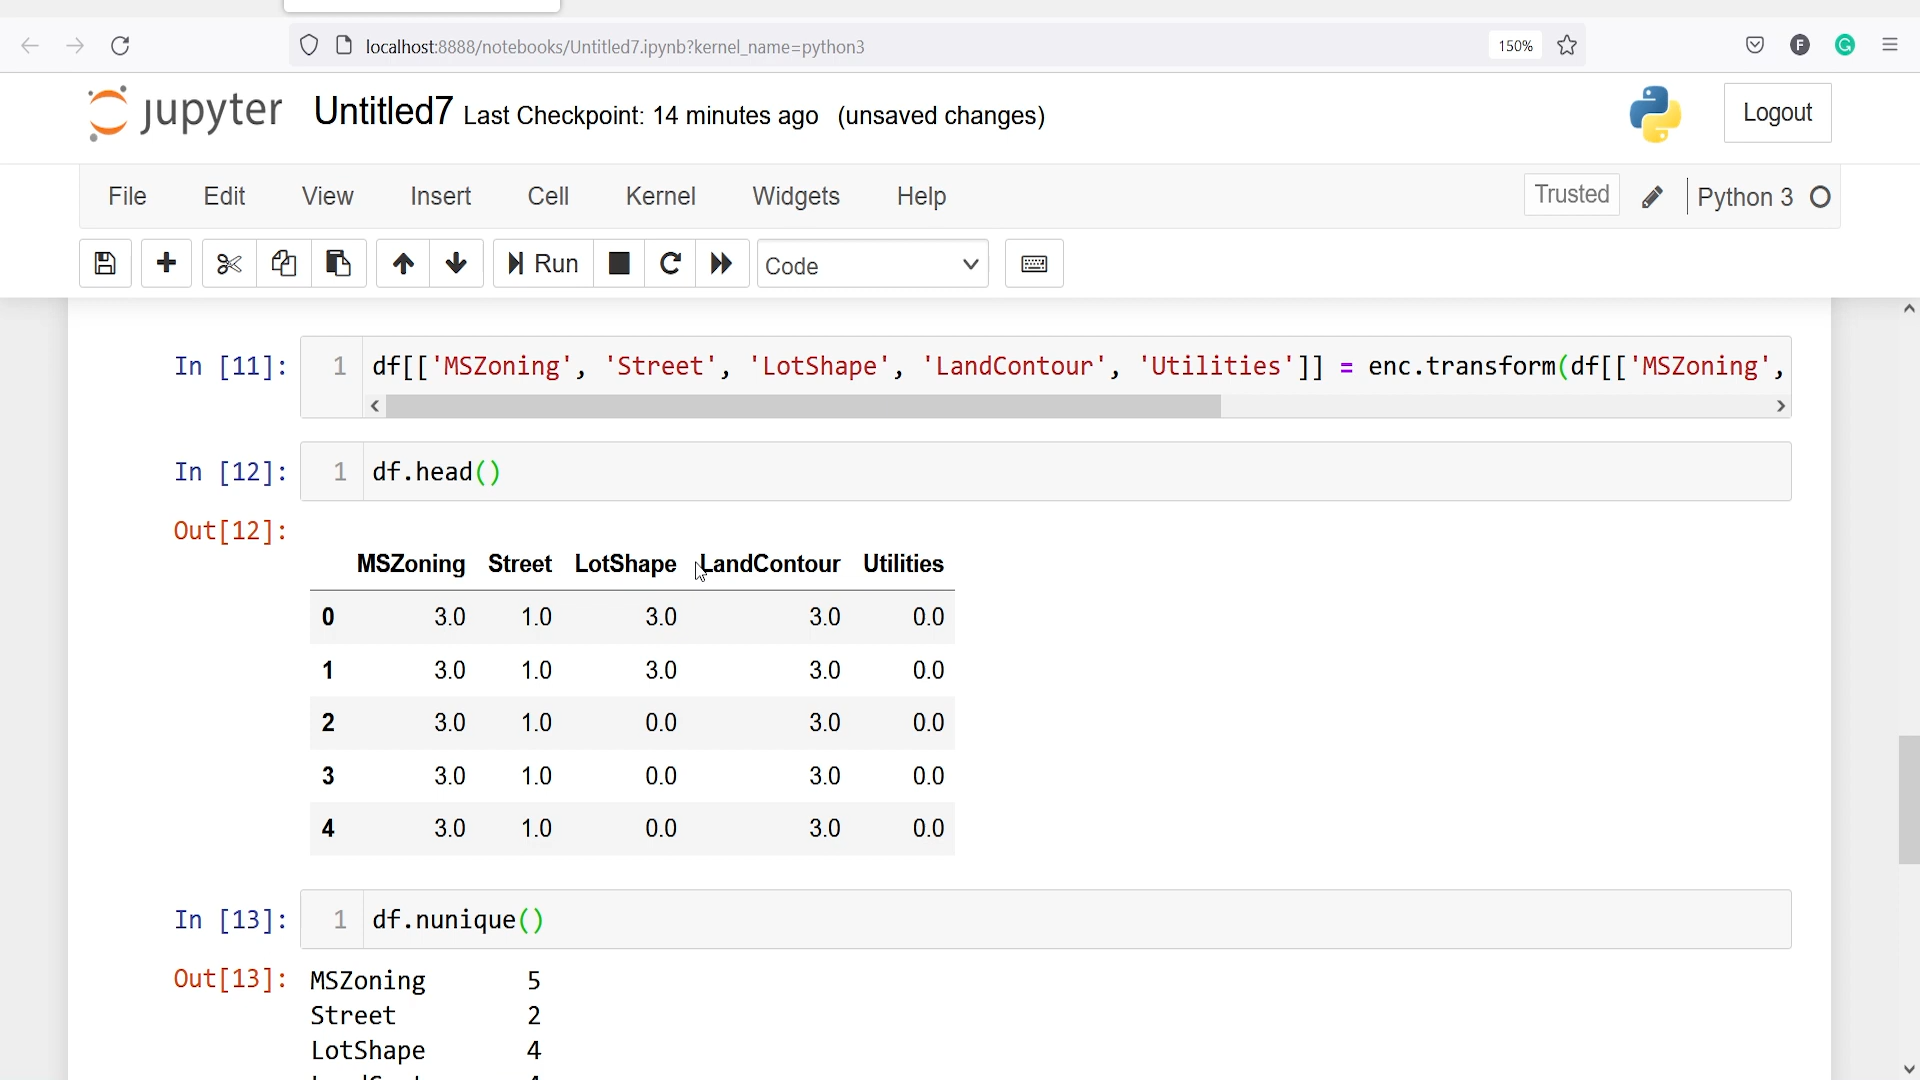 localhost:8888/notebooks/Untitled7.ipynb?kernel_name=python3
150%
F
G
jupyter Untitled7 Last Checkpoint: 14 minutes ago (unsaved changes)
Logout
File Edit View Insert Cell Kernel Widgets Help
Trusted
Python 3
Run
Code
In [11]: 1 df[['MSZoning', 'Street', 'LotShape', 'LandContour', 'Utilities']] = enc.transform(df[['MSZoning',
In [12]: 1 df.head()
Out[12]:
MSZoning Street LotShape LandContour Utilities
0 3.0 1.0 3.0 3.0 0.0
1 3.0 1.0 3.0 3.0 0.0
2 3.0 1.0 0.0 3.0 0.0
3 3.0 1.0 0.0 3.0 0.0
4 3.0 1.0 0.0 3.0 0.0
In [13]: 1 df.nunique()
Out[13]: MSZoning 5
Street 2
LotShape 4